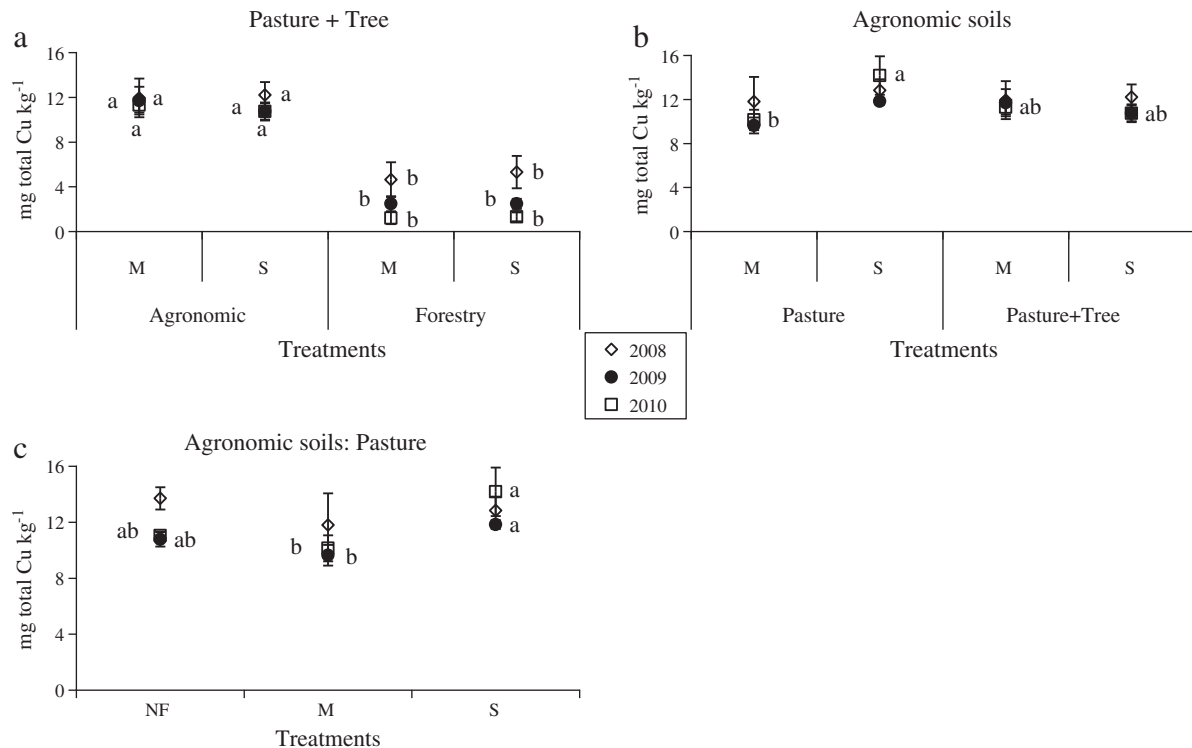 a
Pasture + Tree
mg total Cu kg⁻¹
16
12
8
4
0
a a a
a a a
b b b
b b b
M S M S
Agronomic Forestry
Treatments
b
Agronomic soils
mg total Cu kg⁻¹
16
12
8
4
0
b a ab ab
M S M S
Pasture Pasture+Tree
Treatments
2008
2009
2010
c
Agronomic soils: Pasture
mg total Cu kg⁻¹
16
12
8
4
0
ab ab b b a a
NF M S
Treatments